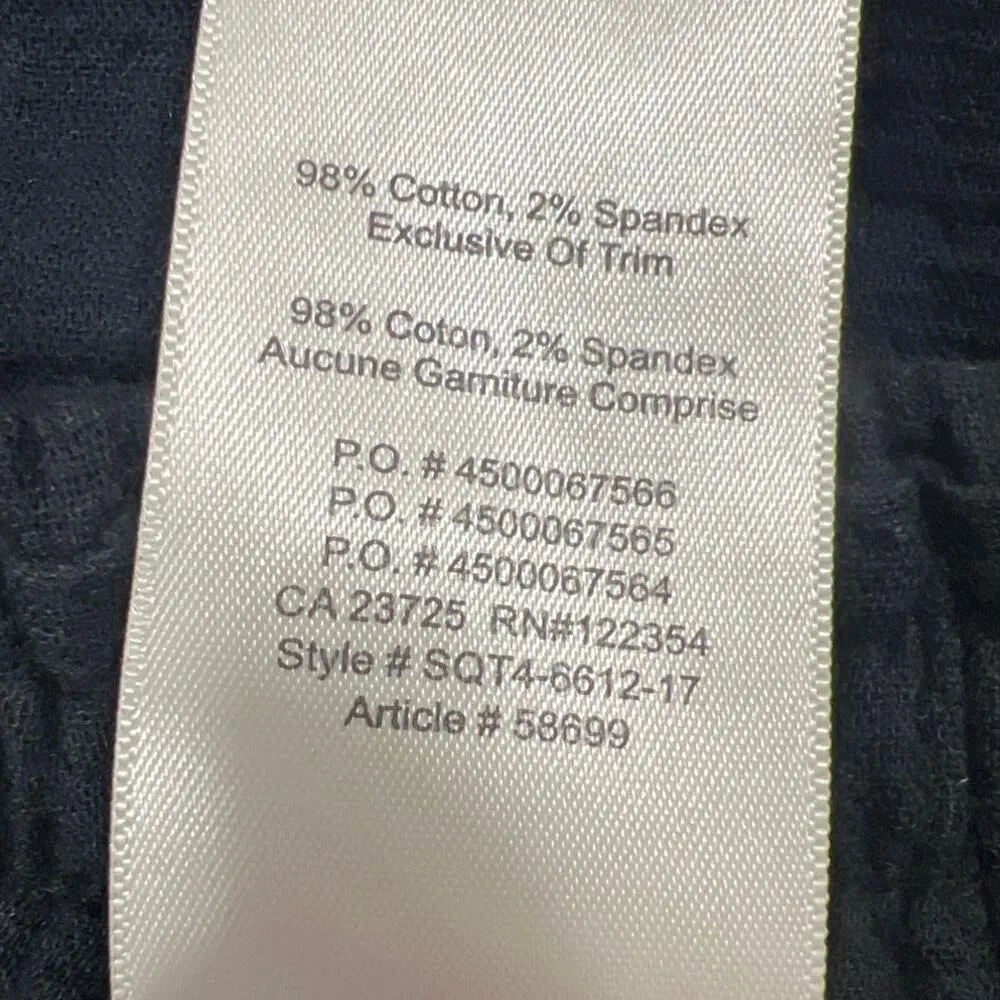 98% Cotton, 2% Spandex
Exclusive Of Trim
98% Coton, 2% Spandex
Aucune Garniture Comprise
P.O. # 4500067566
P.O. # 4500067565
P.O. # 4500067564
CA 23725 RN#122354
Style # SQT4-6612-17
Article # 58699